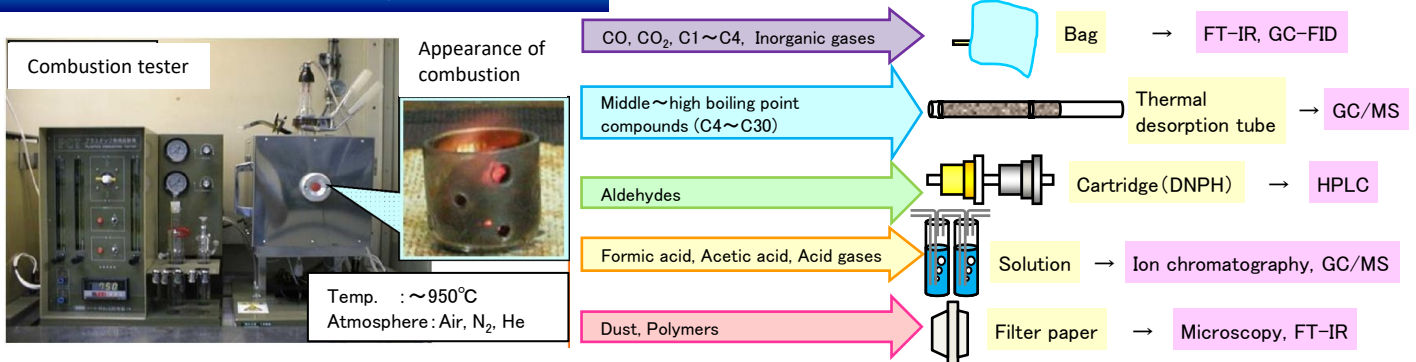 Combustion tester
Appearance of
combustion
Temp. :～950℃
Atmosphere:Air, N₂, He
CO, CO₂, C1～C4, Inorganic gases
Bag → FT-IR, GC-FID
Middle～high boiling point
compounds (C4～C30)
Thermal
desorption tube
→ GC/MS
Aldehydes
Cartridge(DNPH) → HPLC
Formic acid, Acetic acid, Acid gases
Solution → Ion chromatography, GC/MS
Dust, Polymers
Filter paper → Microscopy, FT-IR